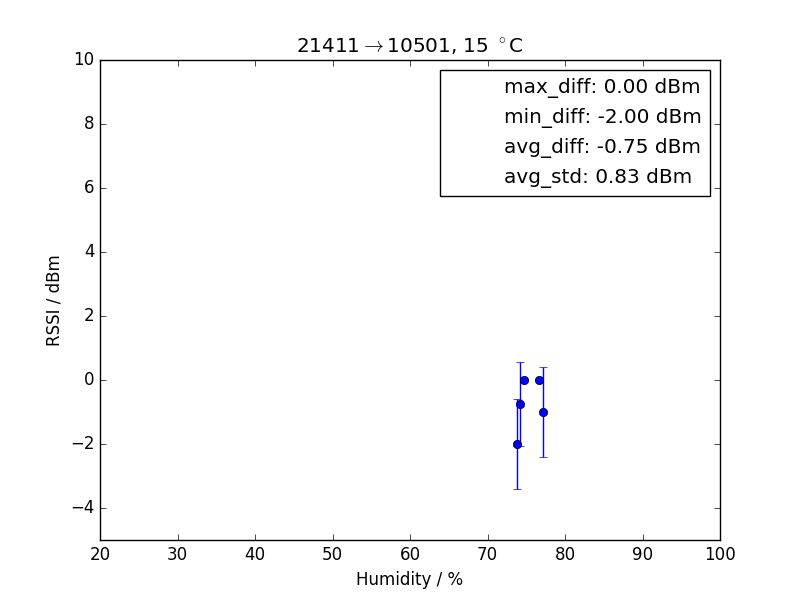 21411→10501, 15 °C
max_diff: 0.00 dBm
min_diff: -2.00 dBm
avg_diff: -0.75 dBm
avg_std: 0.83 dBm
10
8
6
4
2
0
−2
−4
RSSI / dBm
20 30 40 50 60 70 80 90 100
Humidity / %